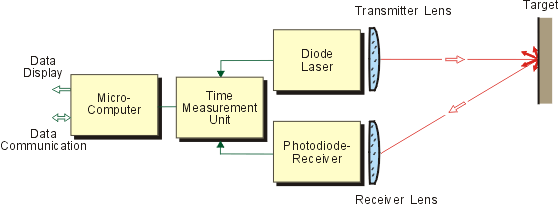 Transmitter Lens
Target
Diode
Laser
Data
Display
Micro-
Computer
Time
Measurement
Unit
Data
Communication
Photodiode-
Receiver
Receiver Lens